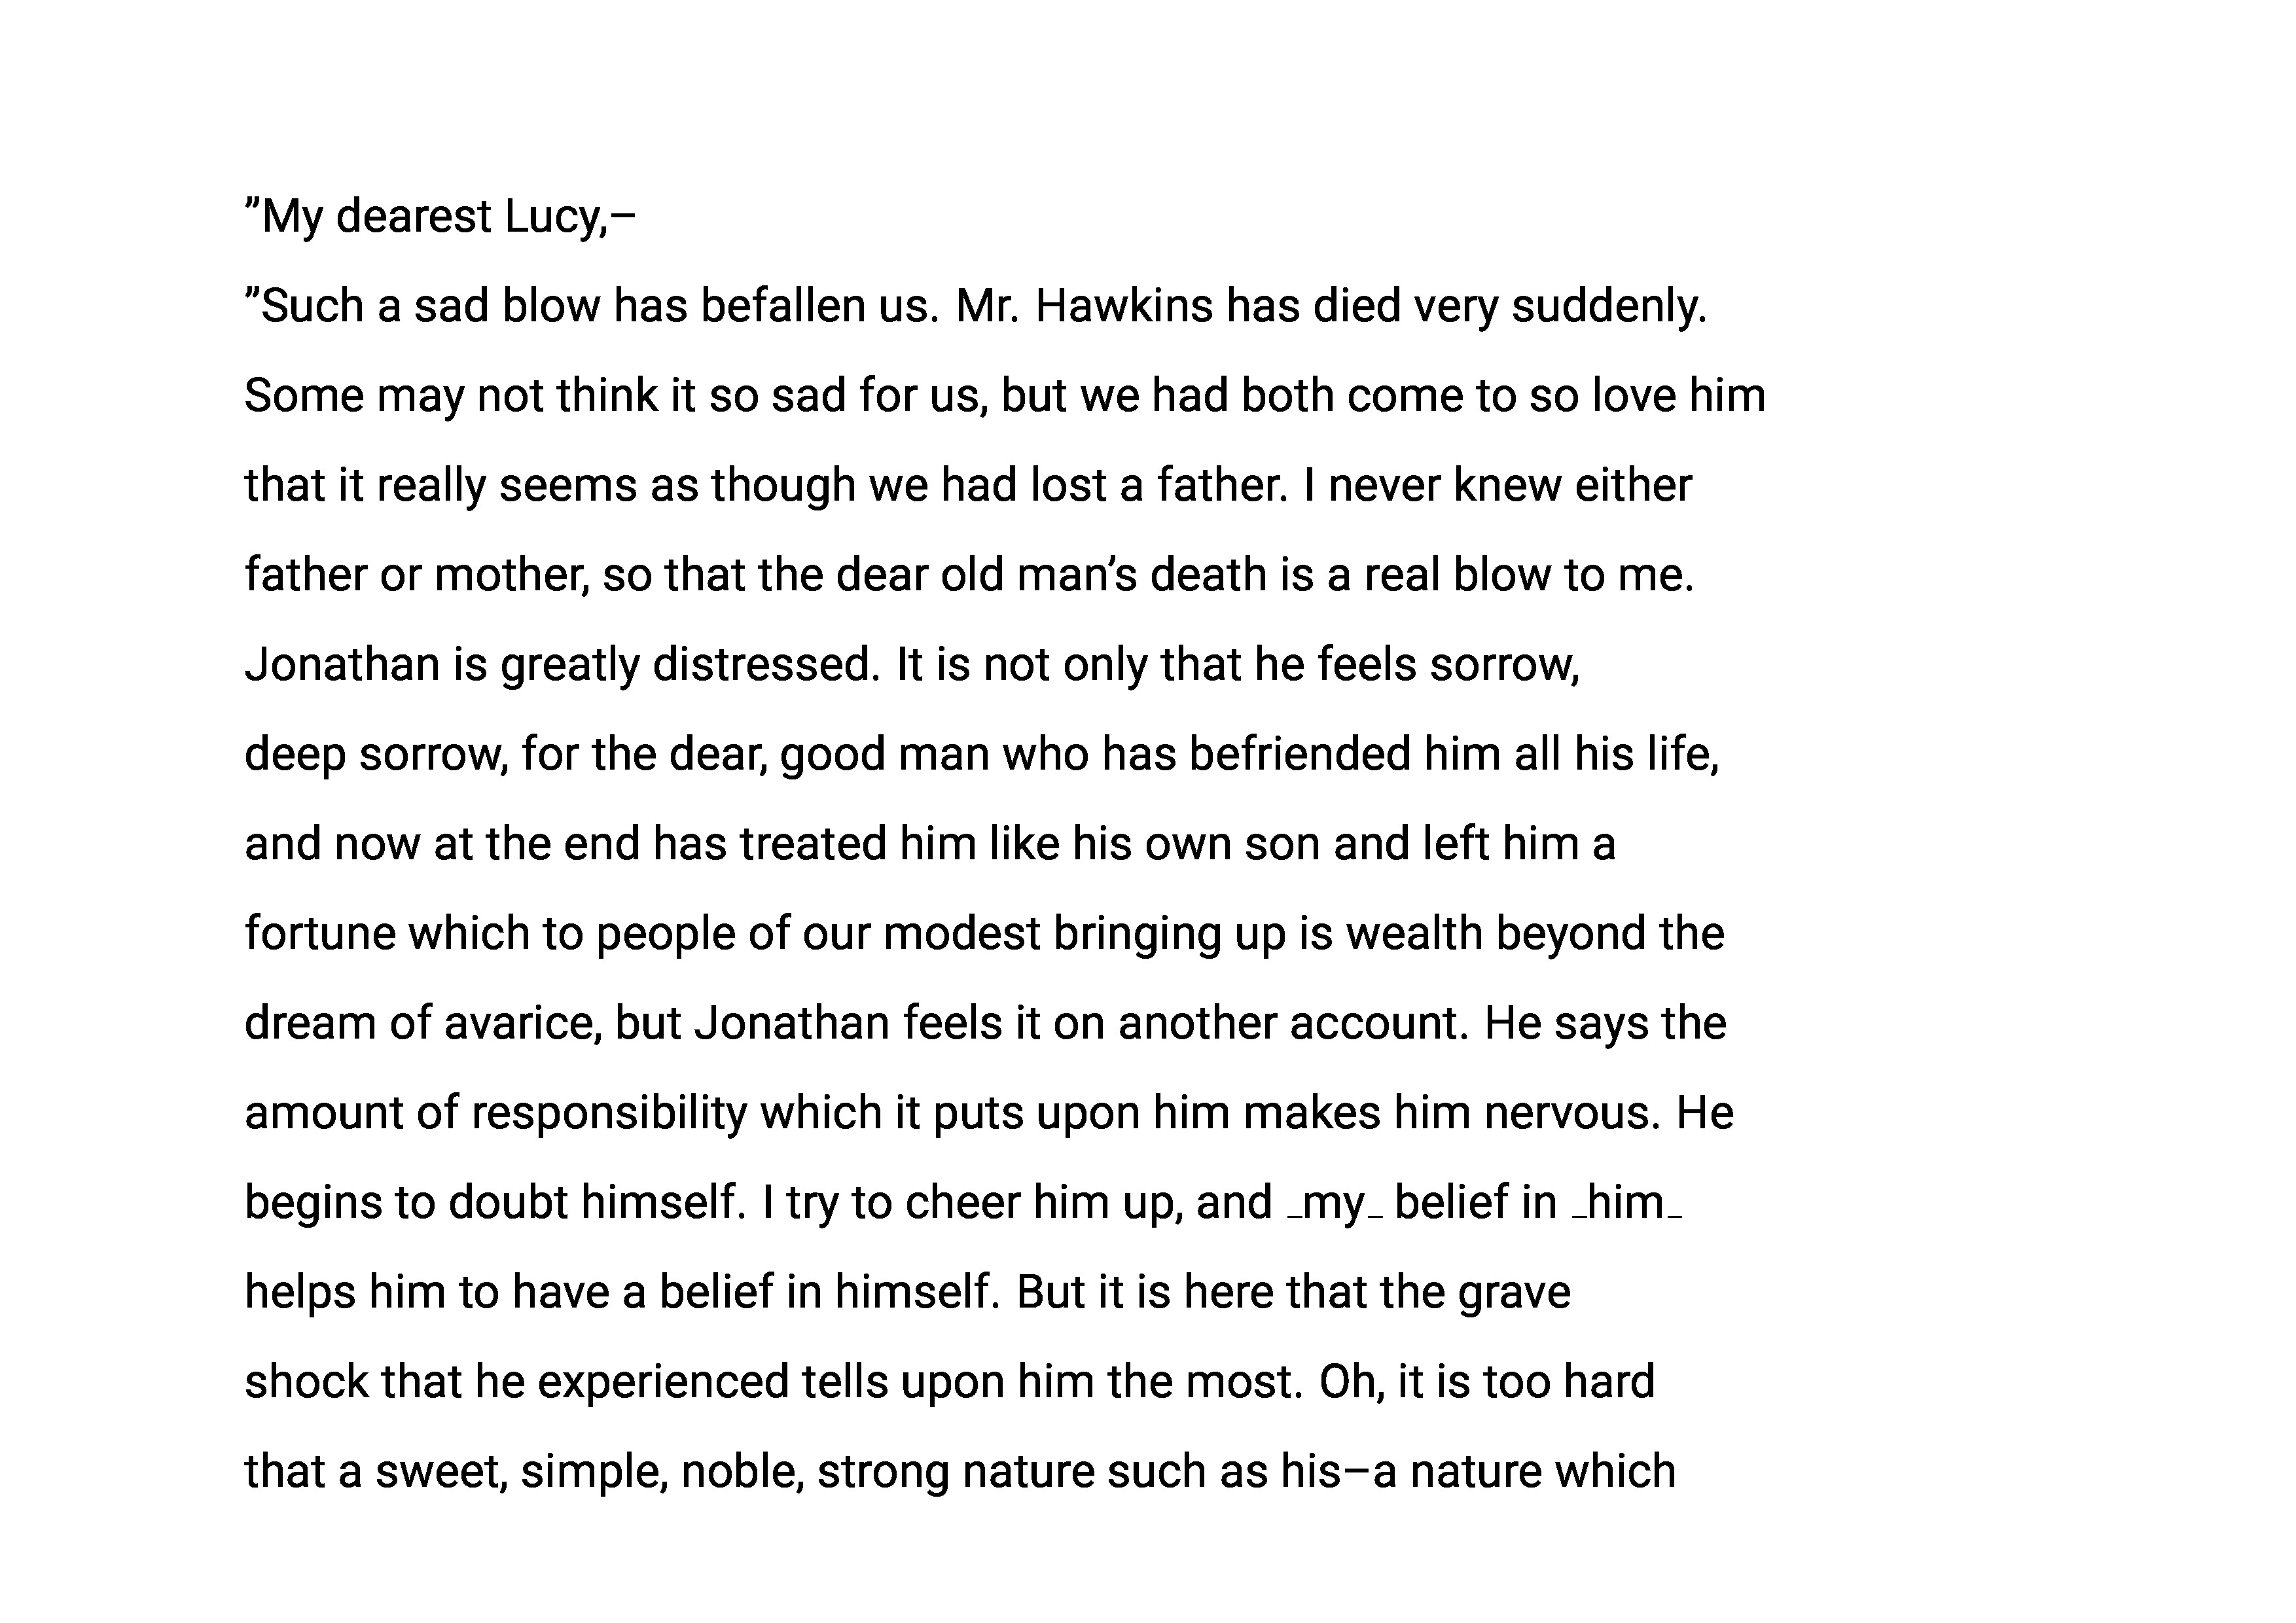 ”My dearest Lucy,–
”Such a sad blow has befallen us. Mr. Hawkins has died very suddenly.
Some may not think it so sad for us, but we had both come to so love him
that it really seems as though we had lost a father. I never knew either
father or mother, so that the dear old man’s death is a real blow to me.
Jonathan is greatly distressed. It is not only that he feels sorrow,
deep sorrow, for the dear, good man who has befriended him all his life,
and now at the end has treated him like his own son and left him a
fortune which to people of our modest bringing up is wealth beyond the
dream of avarice, but Jonathan feels it on another account. He says the
amount of responsibility which it puts upon him makes him nervous. He
begins to doubt himself. I try to cheer him up, and _my_ belief in _him_
helps him to have a belief in himself. But it is here that the grave
shock that he experienced tells upon him the most. Oh, it is too hard
that a sweet, simple, noble, strong nature such as his–a nature which